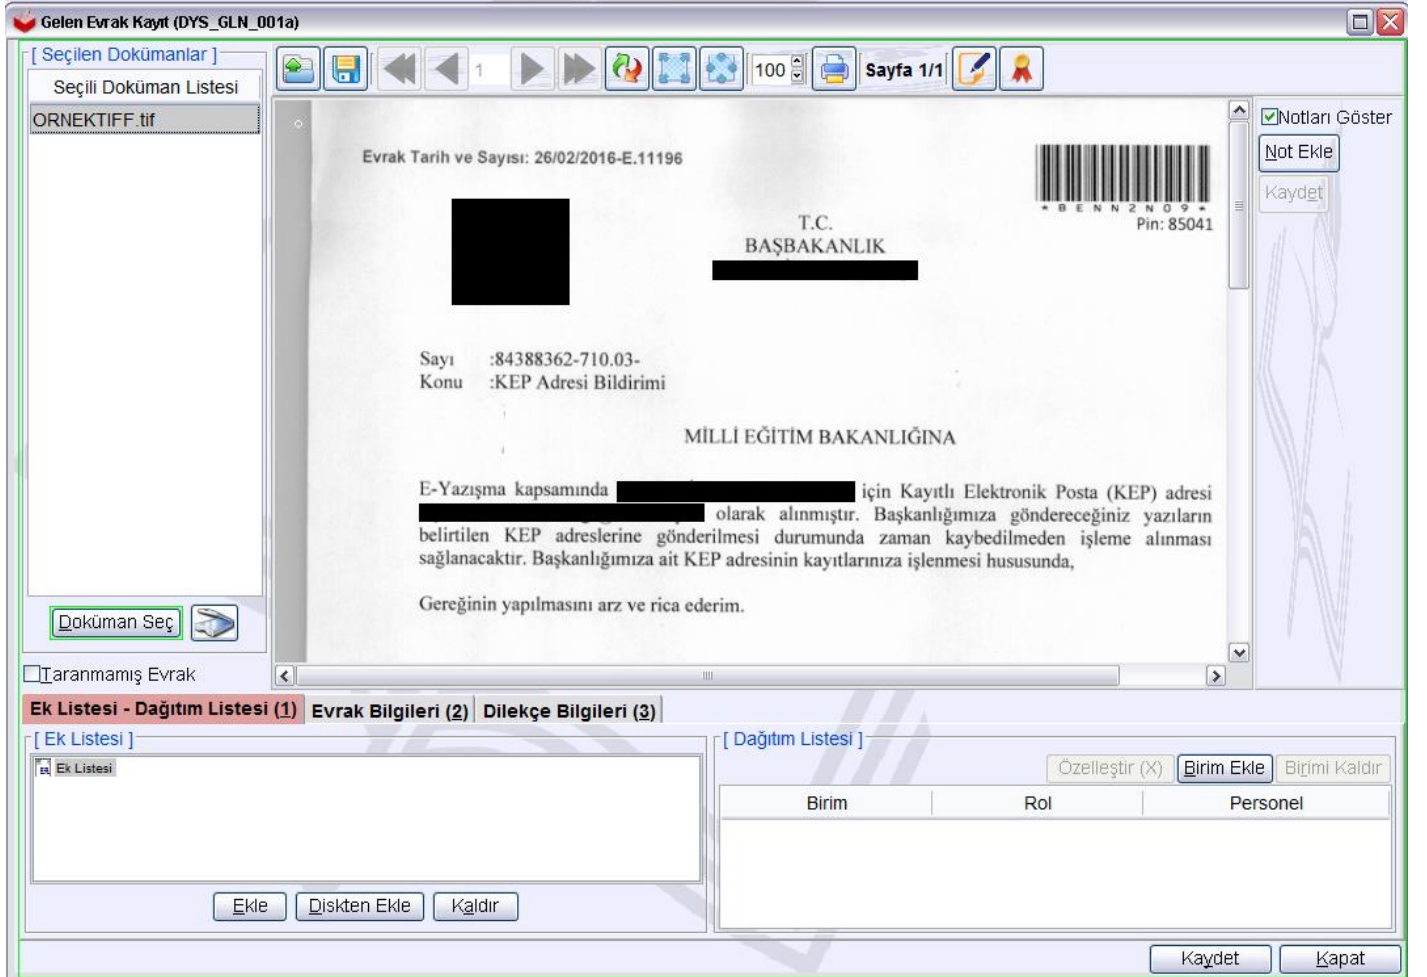 Gelen Evrak Kayıt (DYS_GLN_001a)
[ Seçilen Dokümanlar ]
Seçili Doküman Listesi
ORNEKTIFF.tif
Doküman Seç
Taranmamış Evrak
1
100
Sayfa 1/1
Notları Göster
Not Ekle
Kaydet
Evrak Tarih ve Sayısı: 26/02/2016-E.11196
* B E N N 2 N 0 9 *
Pin: 85041
T.C.
BAŞBAKANLIK
Sayı :84388362-710.03-
Konu :KEP Adresi Bildirimi
MİLLİ EĞİTİM BAKANLIĞINA
E-Yazışma kapsamında için Kayıtlı Elektronik Posta (KEP) adresi
olarak alınmıştır. Başkanlığımıza göndereceğiniz yazıların
belirtilen KEP adreslerine gönderilmesi durumunda zaman kaybedilmeden işleme alınması
sağlanacaktır. Başkanlığımıza ait KEP adresinin kayıtlarınıza işlenmesi hususunda,
Gereğinin yapılmasını arz ve rica ederim.
Ek Listesi - Dağıtım Listesi (1) Evrak Bilgileri (2) Dilekçe Bilgileri (3)
[ Ek Listesi ]
Ek Listesi
Ekle Diskten Ekle Kaldır
[ Dağıtım Listesi ]
Özelleştir (X) Birim Ekle Birimi Kaldır
Birim Rol Personel
Kaydet Kapat